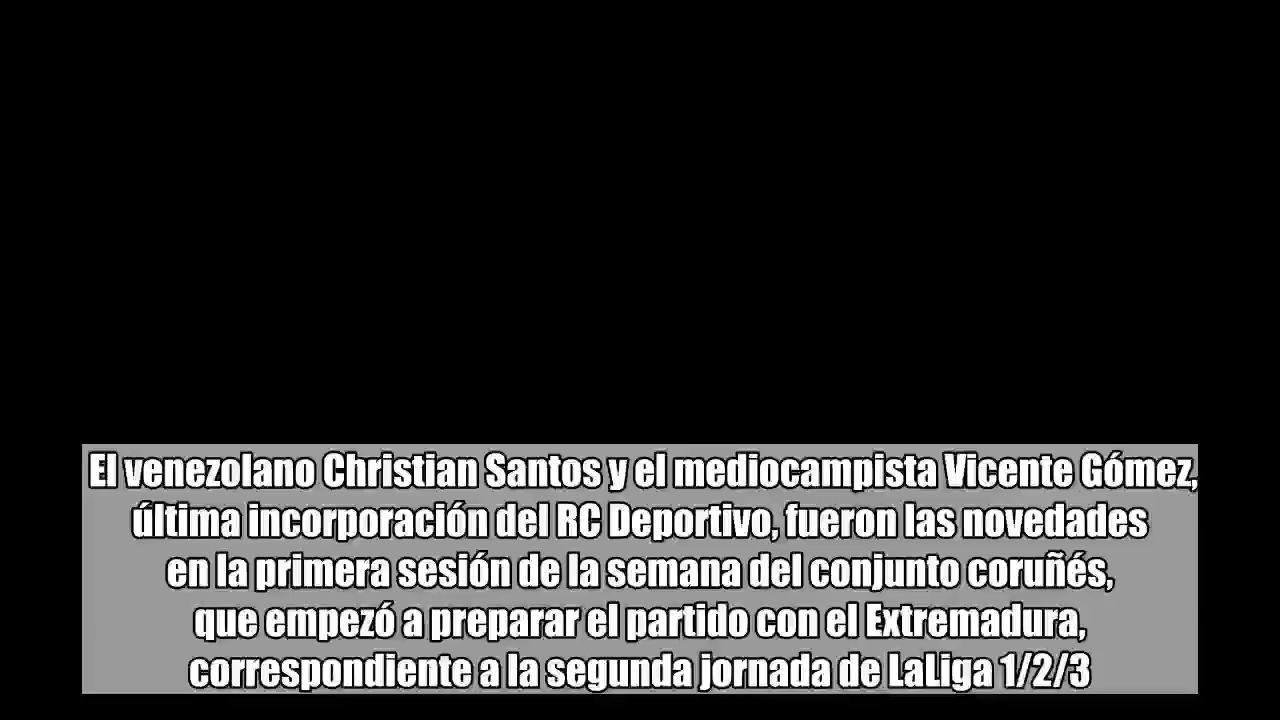 El venezolano Christian Santos y el mediocampista Vicente Gómez,
última incorporación del RC Deportivo, fueron las novedades
en la primera sesión de la semana del conjunto coruñés,
que empezó a preparar el partido con el Extremadura,
correspondiente a la segunda jornada de LaLiga 1/2/3